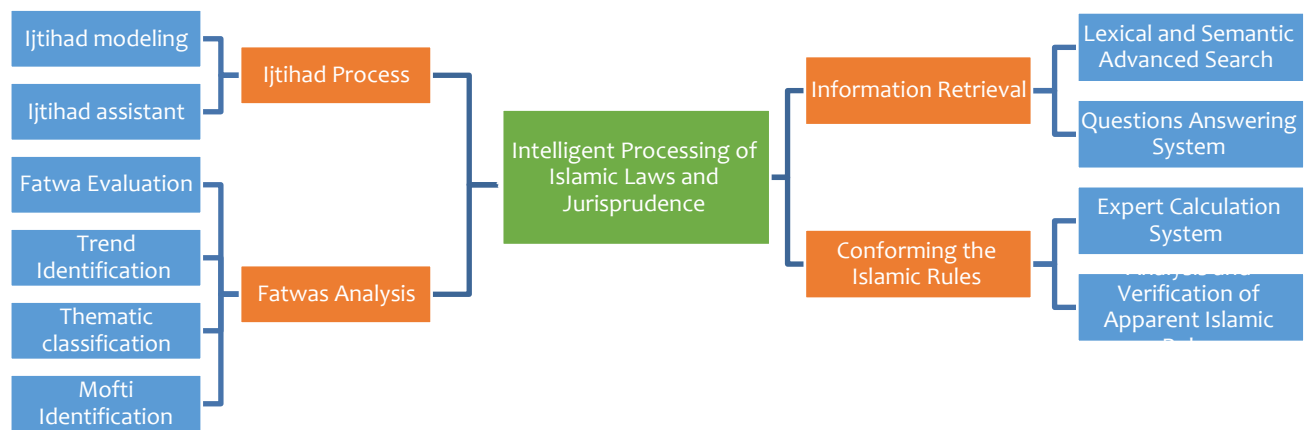 Ijtihad modeling
Ijtihad assistant
Ijtihad Process
Fatwa Evaluation
Trend
Identification
Thematic
classification
Mofti
Identification
Fatwas Analysis
Intelligent Processing of
Islamic Laws and
Jurisprudence
Information Retrieval
Lexical and Semantic
Advanced Search
Questions Answering
System
Conforming the
Islamic Rules
Expert Calculation
System
Analysis and
Verification of
Apparent Islamic